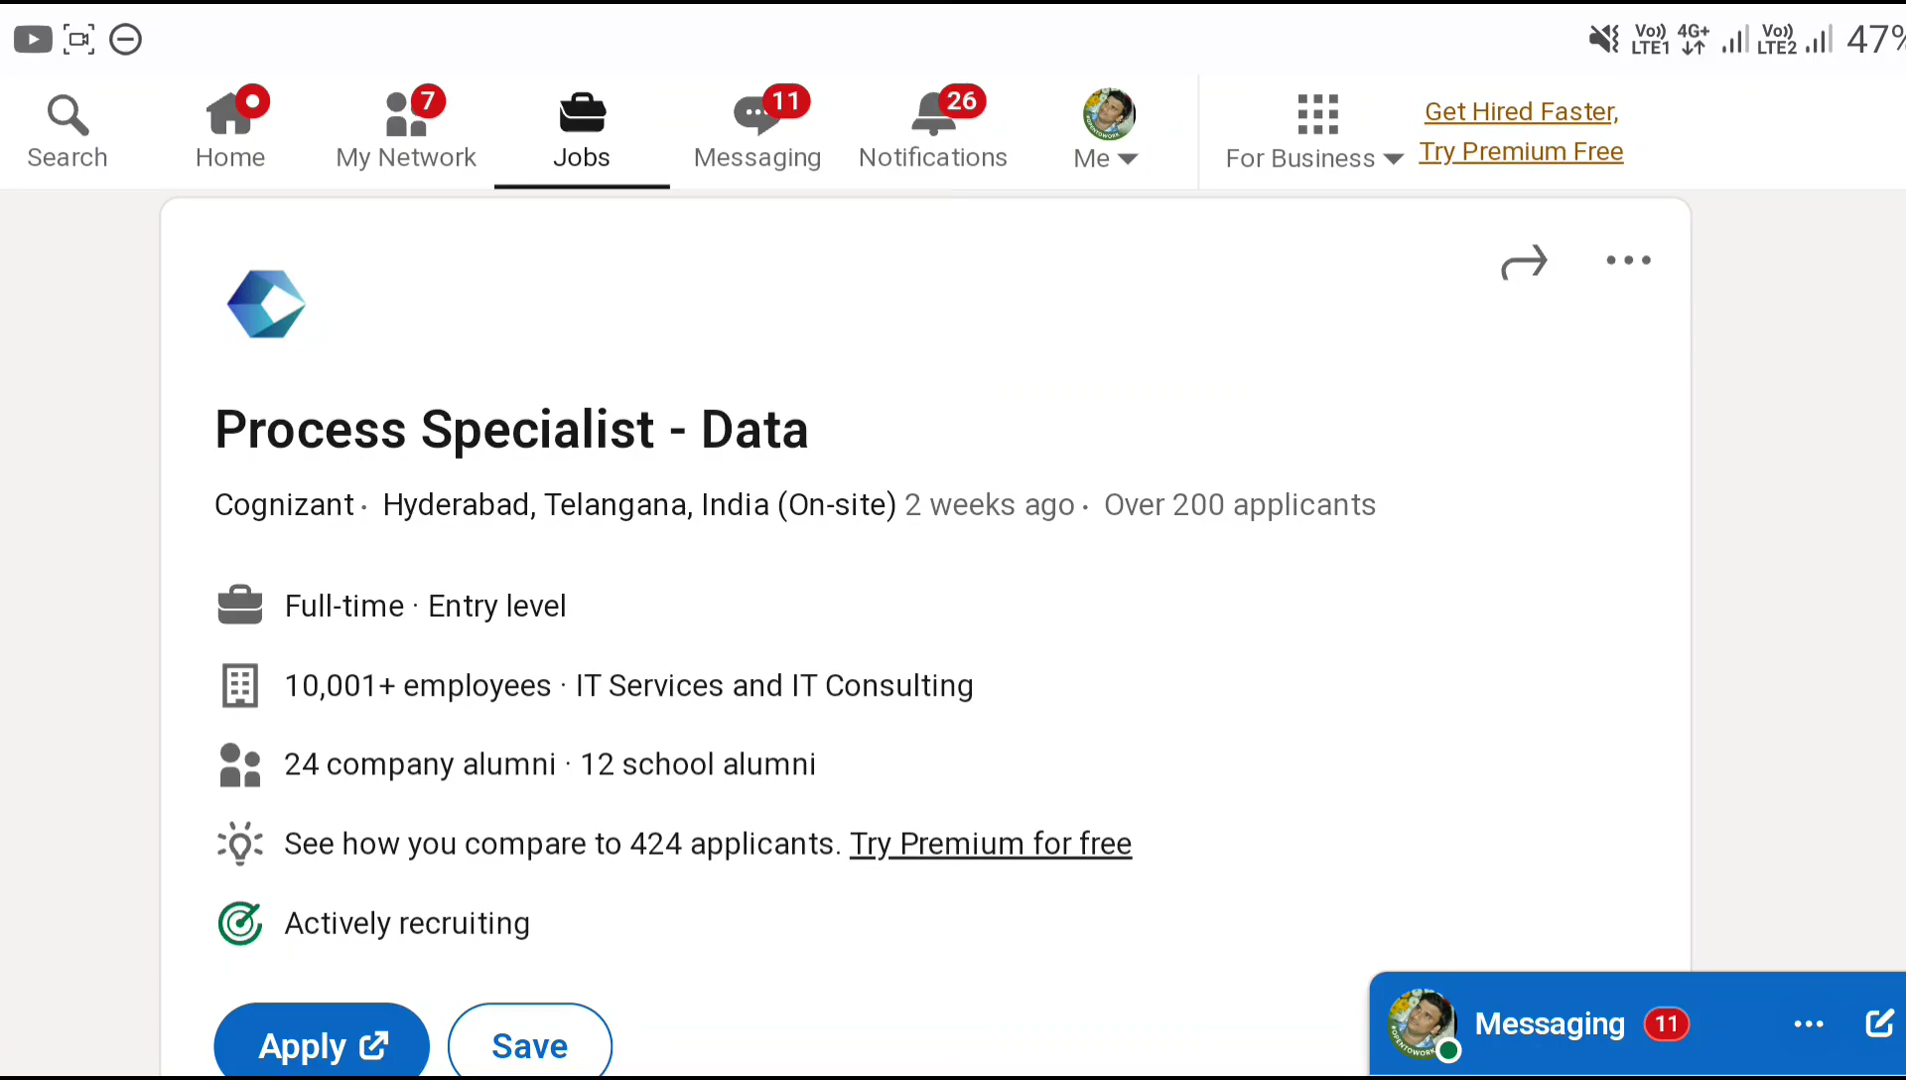 Vo)) LTE1 4G+ Vo)) LTE2 47%
7 11 26
Search Home My Network Jobs Messaging Notifications Me For Business
Get Hired Faster,
Try Premium Free
Process Specialist - Data
Cognizant · Hyderabad, Telangana, India (On-site) 2 weeks ago · Over 200 applicants
Full-time · Entry level
10,001+ employees · IT Services and IT Consulting
24 company alumni · 12 school alumni
See how you compare to 424 applicants. Try Premium for free
Actively recruiting
Apply Save
Messaging 11